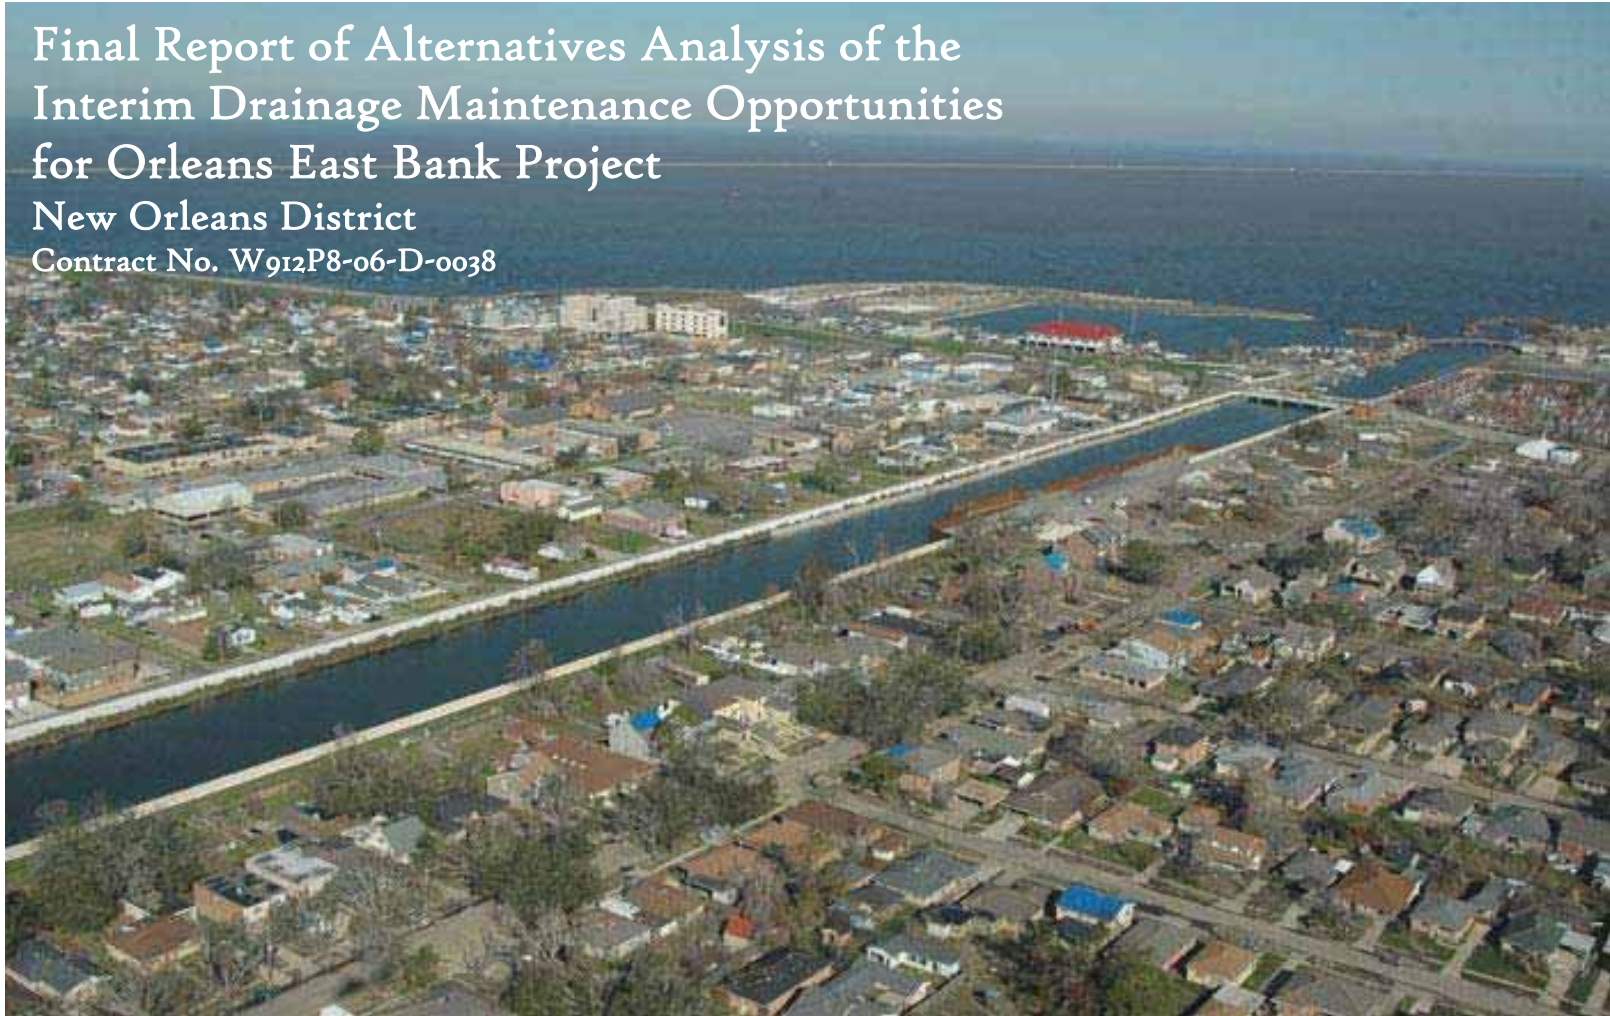 Final Report of Alternatives Analysis of the
Interim Drainage Maintenance Opportunities
for Orleans East Bank Project
New Orleans District
Contract No. W912P8-06-D-0038